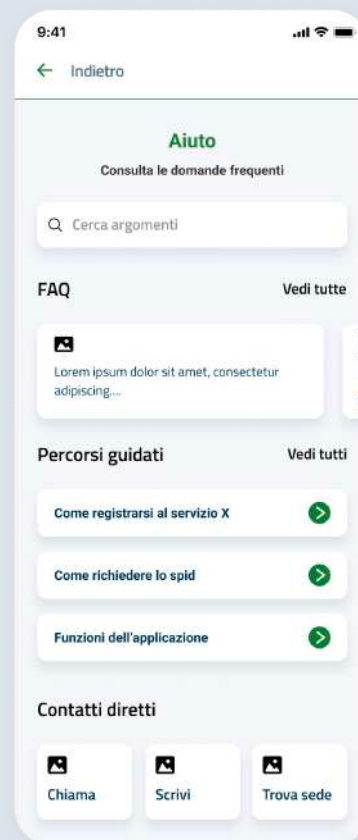 9:41
Indietro
Aiuto
Consulta le domande frequenti
Cerca argomenti
FAQ Vedi tutte
Lorem ipsum dolor sit amet, consectetur
adipiscing....
Percorsi guidati Vedi tutti
Come registrarsi al servizio X
Come richiedere lo spid
Funzioni dell'applicazione
Contatti diretti
Chiama Scrivi Trova sede